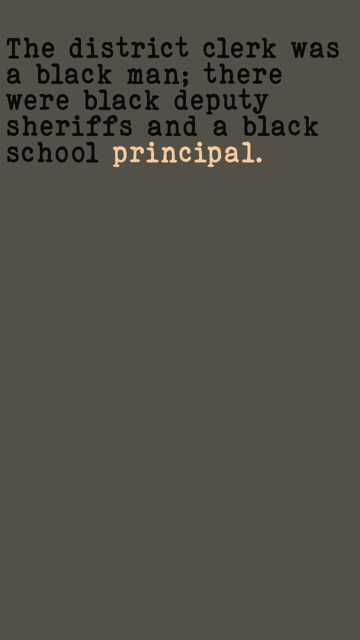 The district clerk was
a black man; there
were black deputy
sheriffs and a black
school principal.